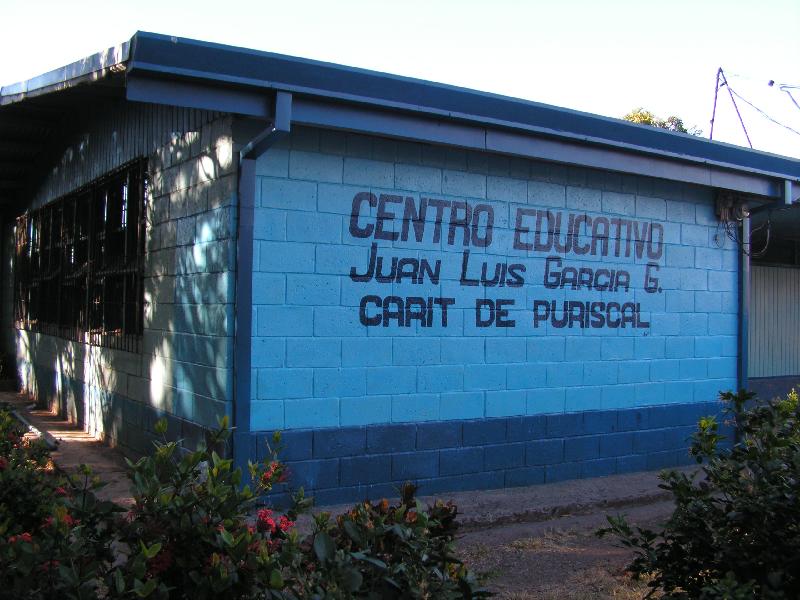 CENTRO EDUCATIVO
JUAN LUIS GARCIA G.
CARIT DE PURISCAL